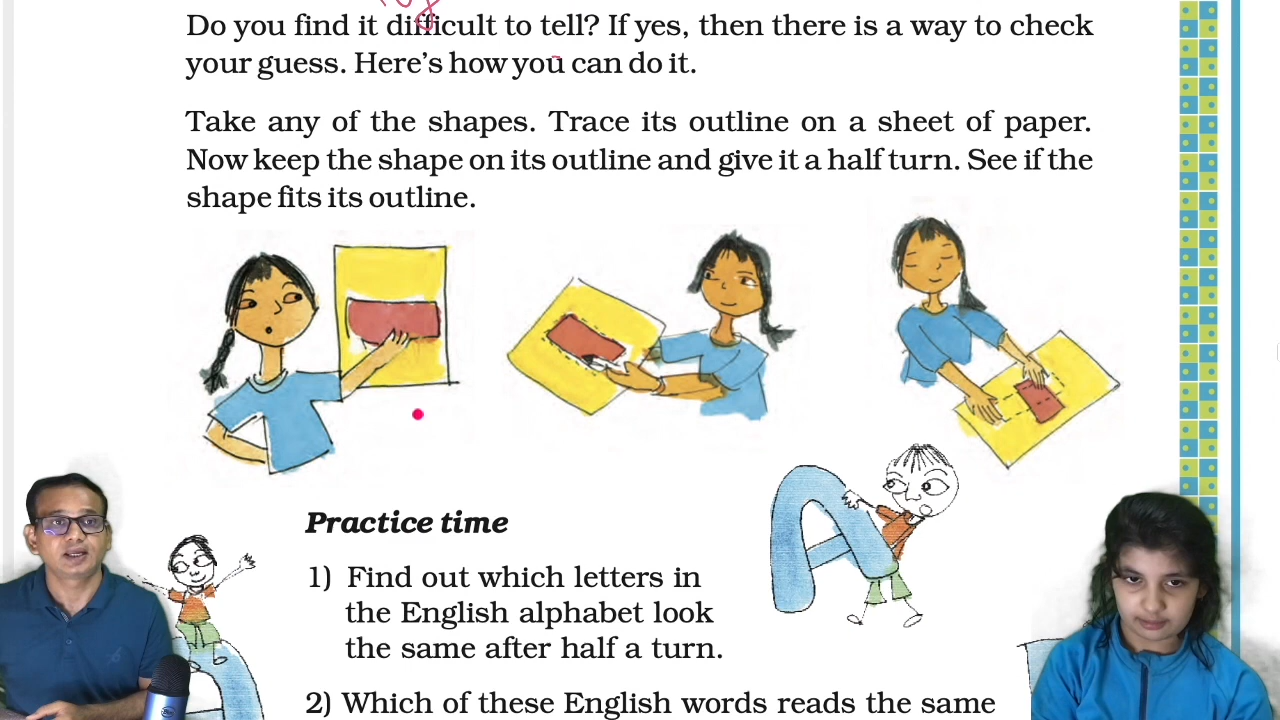 Do you find it difficult to tell? If yes, then there is a way to check
your guess. Here's how you can do it.
Take any of the shapes. Trace its outline on a sheet of paper.
Now keep the shape on its outline and give it a half turn. See if the
shape fits its outline.
Practice time
1) Find out which letters in
the English alphabet look
the same after half a turn.
2) Which of these English words reads the same